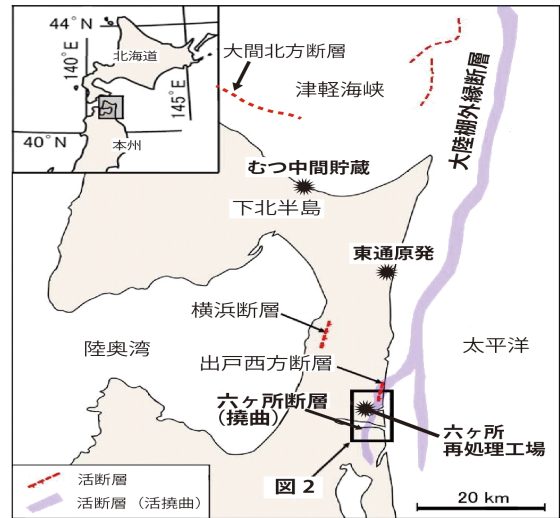 44°N
140°E
北海道
145°E
40°N
本州
大間北方断層
津軽海峡
大陸棚外縁断層
むつ中間貯蔵
下北半島
東通原発
横浜断層
陸奥湾
出戸西方断層
太平洋
六ヶ所断層
(撓曲)
六ヶ所
再処理工場
図2
活断層
活断層（活撓曲）
20 km